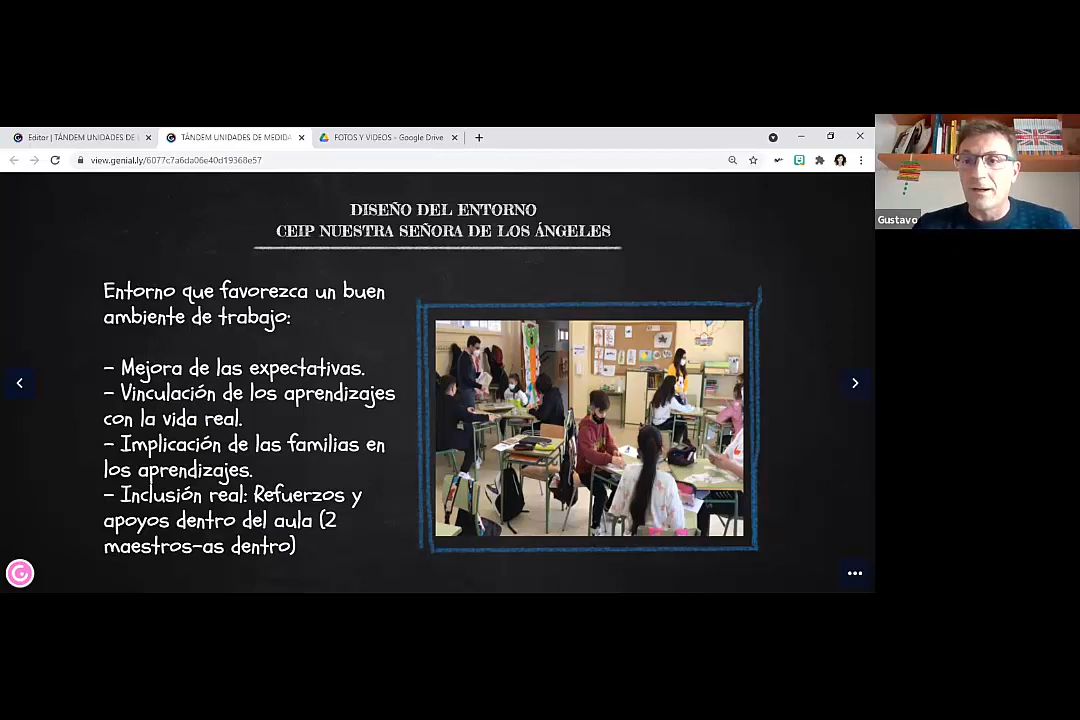 Editor | TÁNDEM UNIDADES DE
TÁNDEM UNIDADES DE MEDIDA
FOTOS Y VIDEOS - Google Drive
view.genial.ly/6077c7a6da06e40d19368e57
Gustavo
DISEÑO DEL ENTORNO
CEIP NUESTRA SEÑORA DE LOS ÁNGELES
Entorno que favorezca un buen
ambiente de trabajo:
- Mejora de las expectativas.
- Vinculación de los aprendizajes
con la vida real.
- Implicación de las familias en
los aprendizajes.
- Inclusión real: Refuerzos y
apoyos dentro del aula (2
maestros-as dentro)